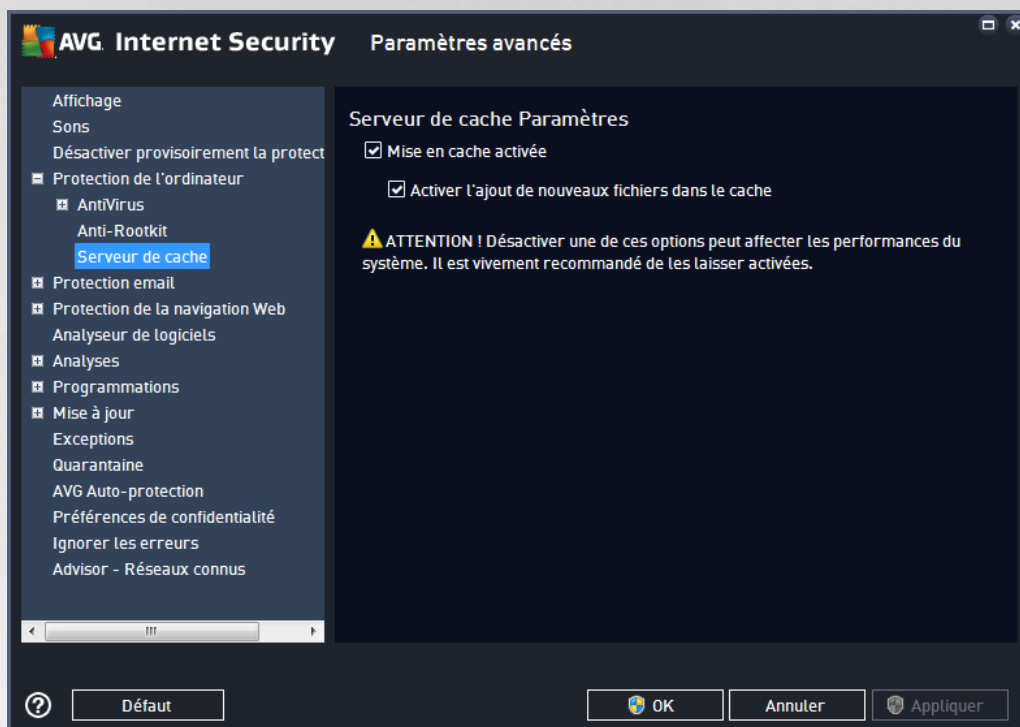 AVG. Internet Security Paramètres avancés
Affichage
Sons
Désactiver provisoirement la protect
Protection de l'ordinateur
AntiVirus
Anti-Rootkit
Serveur de cache
Protection email
Protection de la navigation Web
Analyseur de logiciels
Analyses
Programmations
Mise à jour
Exceptions
Quarantaine
AVG Auto-protection
Préférences de confidentialité
Ignorer les erreurs
Advisor - Réseaux connus
Serveur de cache Paramètres
Mise en cache activée
Activer l'ajout de nouveaux fichiers dans le cache
ATTENTION ! Désactiver une de ces options peut affecter les performances du
système. Il est vivement recommandé de les laisser activées.
Défaut
OK
Annuler
Appliquer